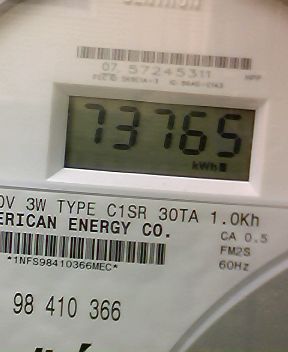 07 57245311
73765
kWh
0V 3W TYPE C1SR 30TA 1.0Kh
ERICAN ENERGY CO.
CA 0.5
FM2S
60Hz
*1NFS98410366MEC*
98 410 366